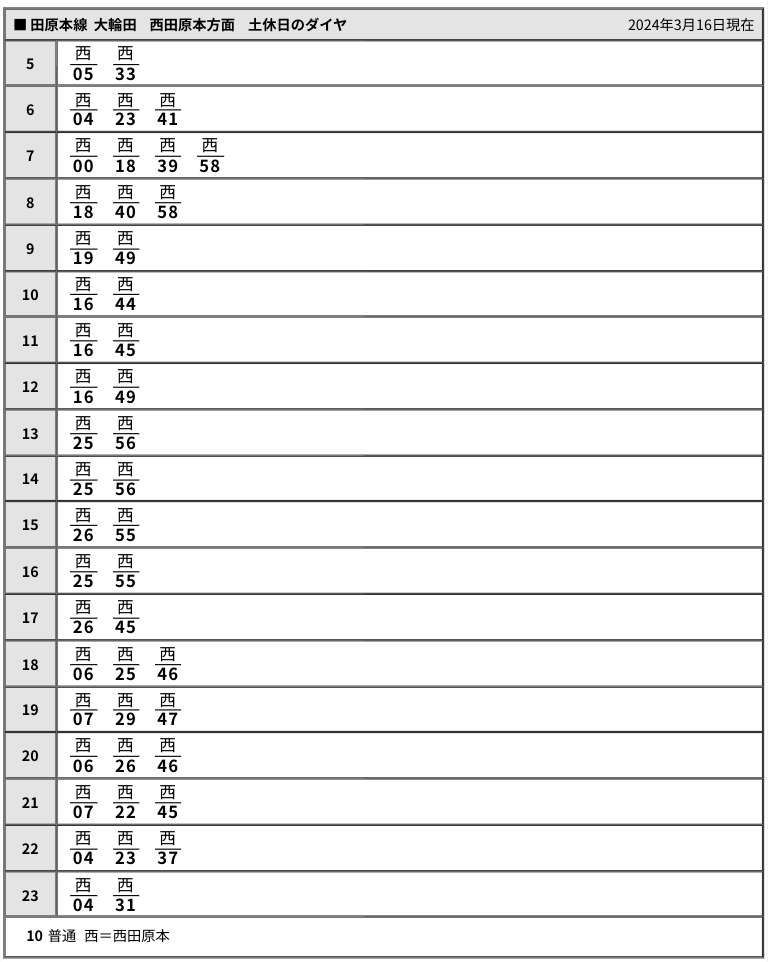 ■ 田原本線 大輪田　西田原本方面　土休日のダイヤ 2024年3月16日現在
西 西
5 05 33
西 西 西
6 04 23 41
西 西 西 西
7 00 18 39 58
西 西 西
8 18 40 58
西 西
9 19 49
西 西
10 16 44
西 西
11 16 45
西 西
12 16 49
西 西
13 25 56
西 西
14 25 56
西 西
15 26 55
西 西
16 25 55
西 西
17 26 45
西 西 西
18 06 25 46
西 西 西
19 07 29 47
西 西 西
20 06 26 46
西 西 西
21 07 22 45
西 西 西
22 04 23 37
西 西
23 04 31
10 普通 西＝西田原本